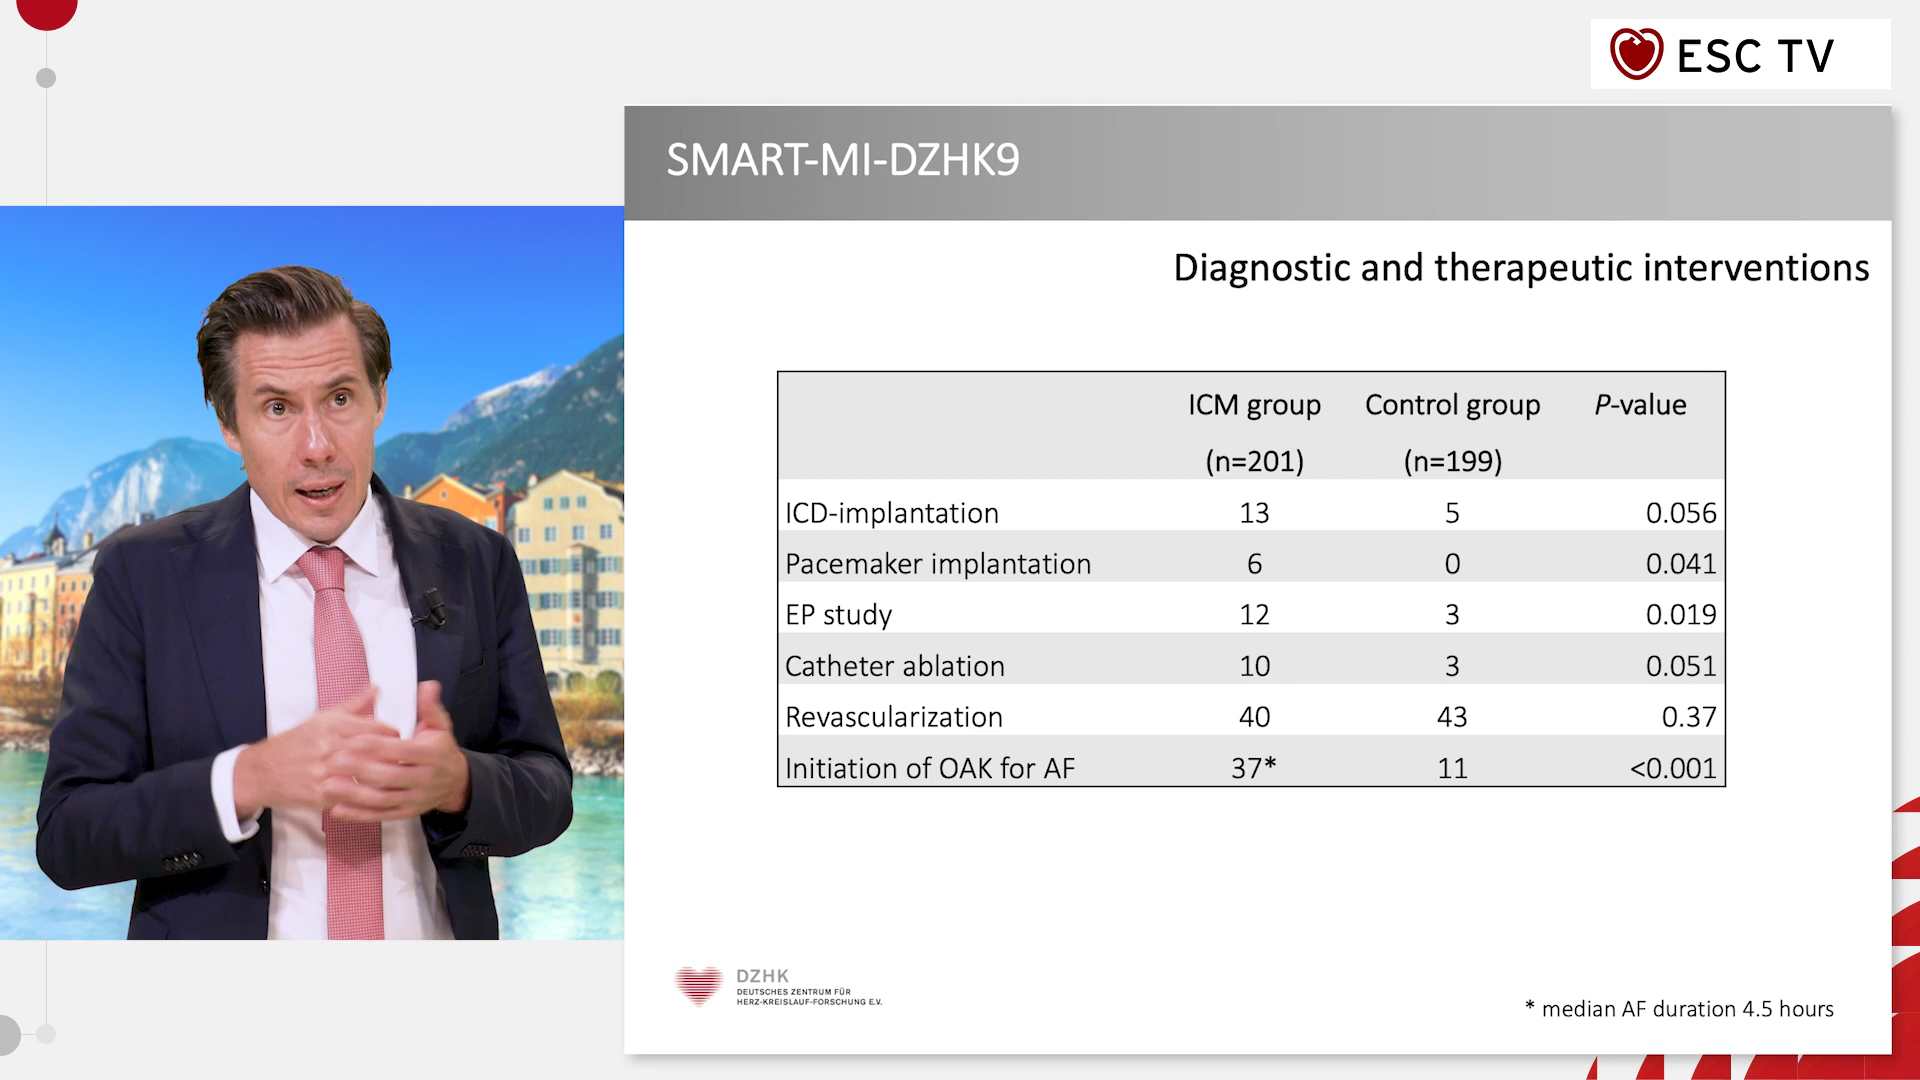 ESC TV
SMART-MI-DZHK9
Diagnostic and therapeutic interventions
ICM group Control group P-value
(n=201) (n=199)
ICD-implantation 13 5 0.056
Pacemaker implantation 6 0 0.041
EP study 12 3 0.019
Catheter ablation 10 3 0.051
Revascularization 40 43 0.37
Initiation of OAK for AF 37* 11 <0.001
DZHK
DEUTSCHES ZENTRUM FÜR
HERZ-KREISLAUF-FORSCHUNG E.V.
* median AF duration 4.5 hours